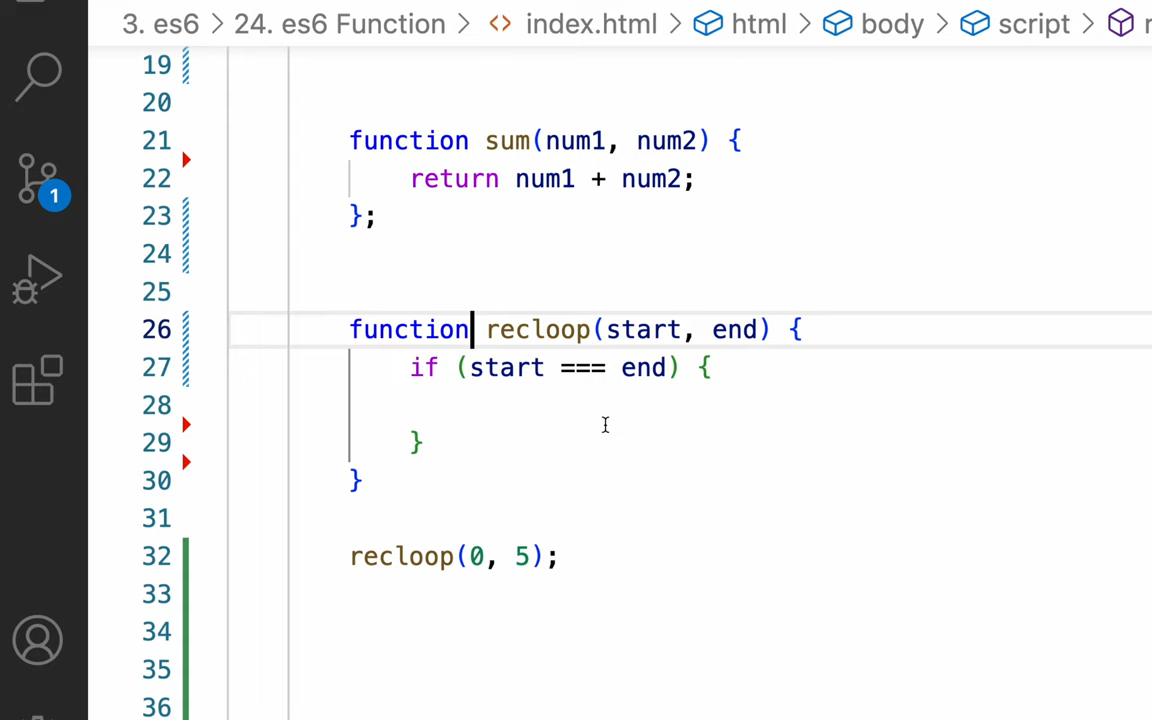 3. es6 > 24. es6 Function > <> index.html > html > body > script >
19
20
21 function sum(num1, num2) {
22 return num1 + num2;
1
23 };
24
25
26 function recloop(start, end) {
27 if (start === end) {
28
29 }
30 }
31
32 recloop(0, 5);
33
34
35
36